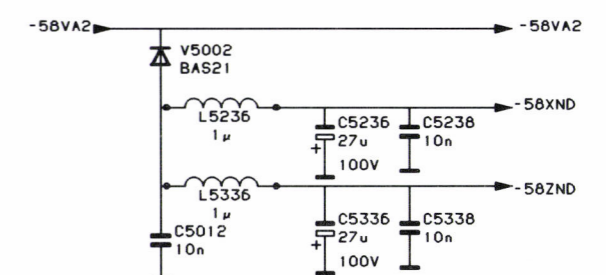 -58VA2
-58VA2
V5002
BAS21
-58XND
L5236
1μ
C5236
27u
+
100V
C5238
10n
-58ZND
L5336
1μ
C5012
10n
C5336
27u
+
100V
C5338
10n